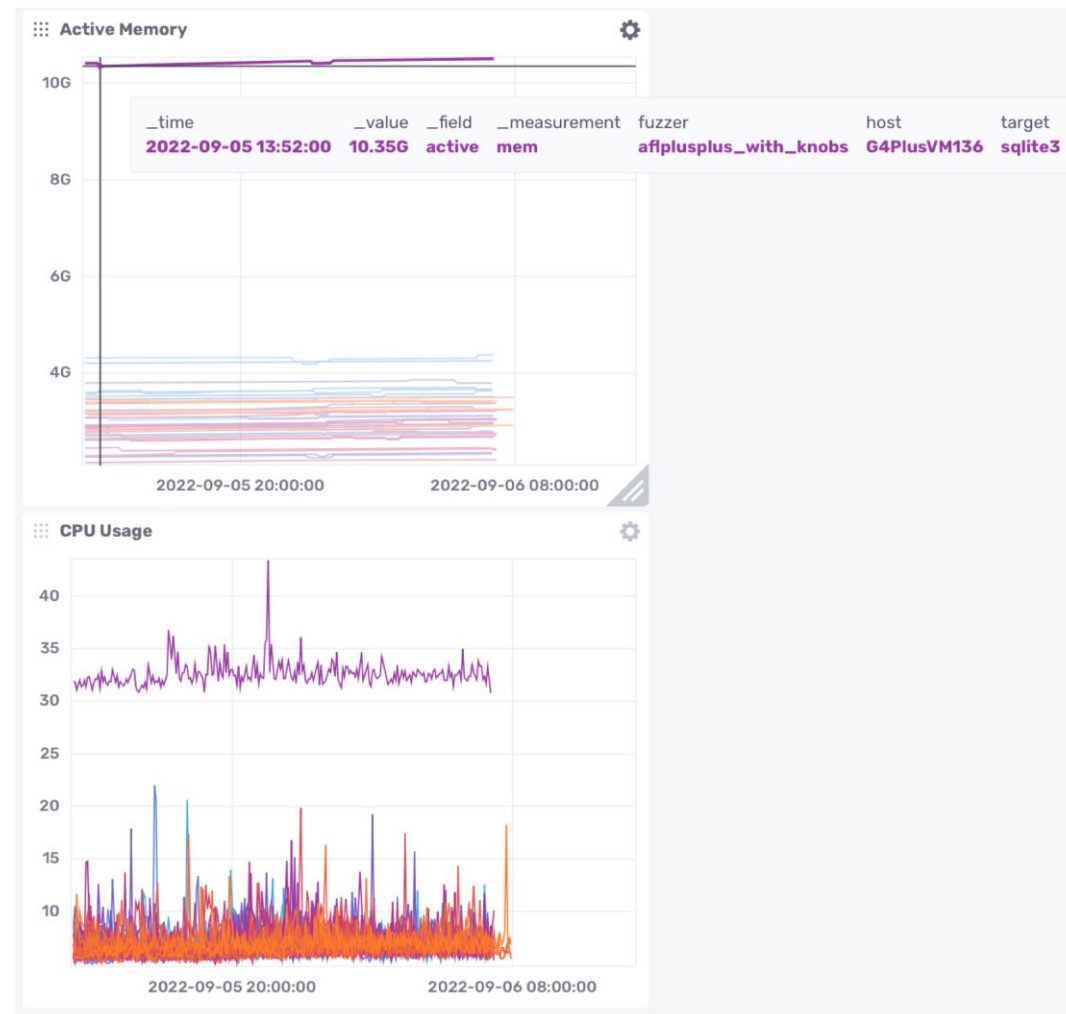 Active Memory
10G
_time _value _field _measurement fuzzer host target
2022-09-05 13:52:00 10.35G active mem aflplusplus_with_knobs G4PlusVM136 sqlite3
8G
6G
4G
2022-09-05 20:00:00 2022-09-06 08:00:00
CPU Usage
40
35
30
25
20
15
10
2022-09-05 20:00:00 2022-09-06 08:00:00